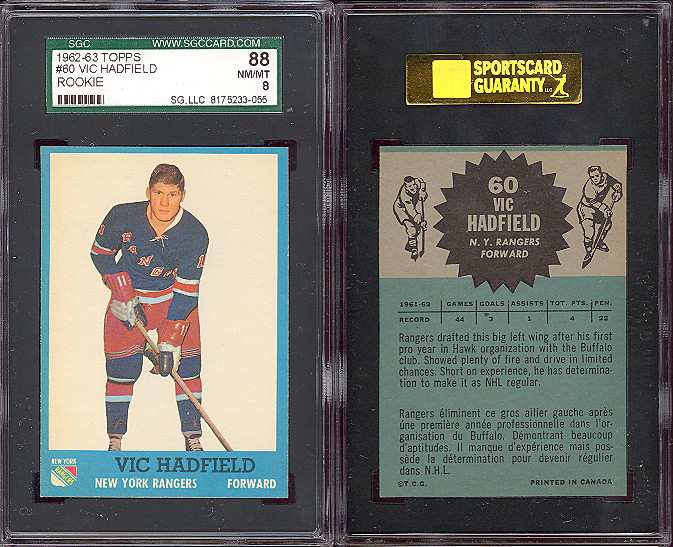 SGC WWW.SGCCARD.COM
1962-63 TOPPS 88
#60 VIC HADFIELD NM/MT
ROOKIE 8
SG,LLC 8175233-055
RANGE
11
11
NEW YORK
RANGERS
VIC HADFIELD
NEW YORK RANGERS FORWARD
SPORTSCARD
GUARANTY LLC
60
VIC
HADFIELD
N. Y. RANGERS
FORWARD
1961-62 GAMES GOALS ASSISTS TOT. PTS. PEN.
RECORD 44 3 1 4 22
Rangers drafted this big left wing after his first
pro year in Hawk organization with the Buffalo
club. Showed plenty of fire and drive in limited
chances. Short on experience, he has determina-
tion to make it as NHL regular.
Rangers éliminent ce gros ailier gauche après
une première année professionnelle dans l'or-
ganisation du Buffalo. Démontrant beaucoup
d'aptitudes. Il manque d'expérience mais pos-
sède la détermination pour devenir régulier
dans N.H.L.
©T.C.G. PRINTED IN CANADA